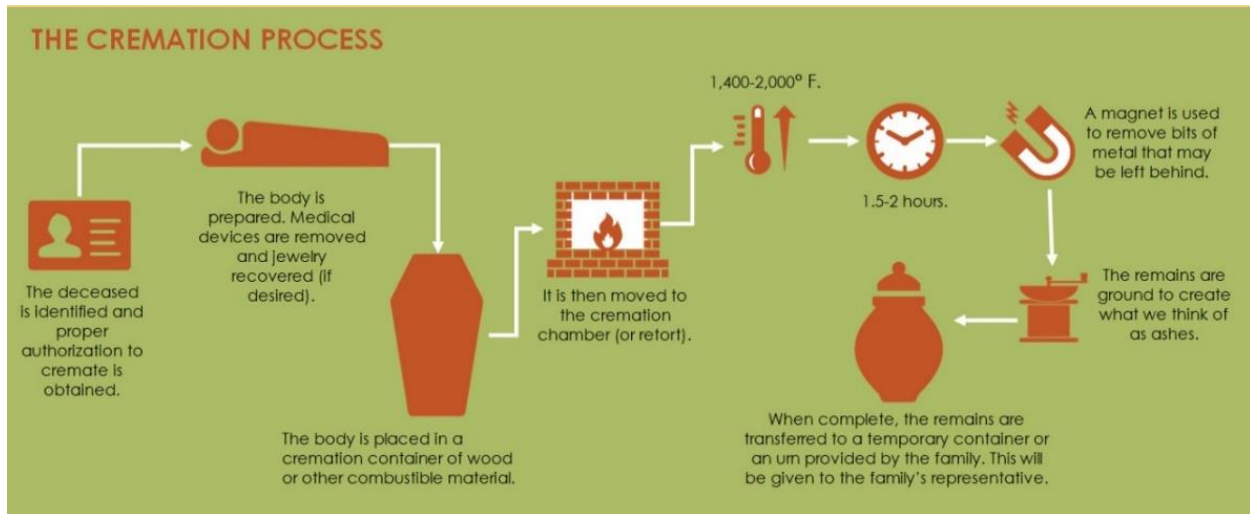 THE CREMATION PROCESS
The deceased
is identified and
proper
authorization to
cremate is
obtained.
The body is
prepared. Medical
devices are removed
and jewelry
recovered (if
desired).
The body is placed in a
cremation container of wood
or other combustible material.
It is then moved to
the cremation
chamber (or retort).
1,400-2,000° F.
1.5-2 hours.
A magnet is used
to remove bits of
metal that may
be left behind.
The remains are
ground to create
what we think of
as ashes.
When complete, the remains are
transferred to a temporary container or
an urn provided by the family. This will
be given to the family's representative.